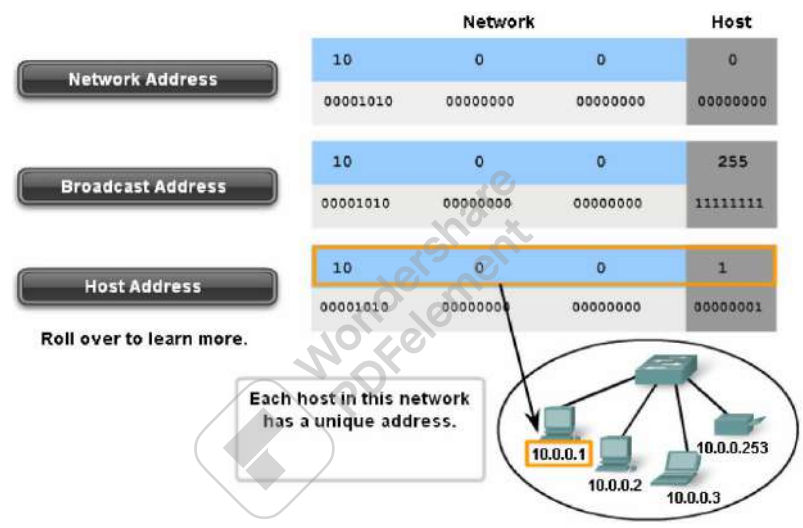 Network Host
Network Address
10 0 0 0
00001010 00000000 00000000 00000000
Broadcast Address
10 0 0 255
00001010 00000000 00000000 11111111
Host Address
10 0 0 1
00001010 00000000 00000000 00000001
Roll over to learn more.
Each host in this network
has a unique address.
10.0.0.1
10.0.0.2
10.0.0.3
10.0.0.253
Wondershare
PDFelement